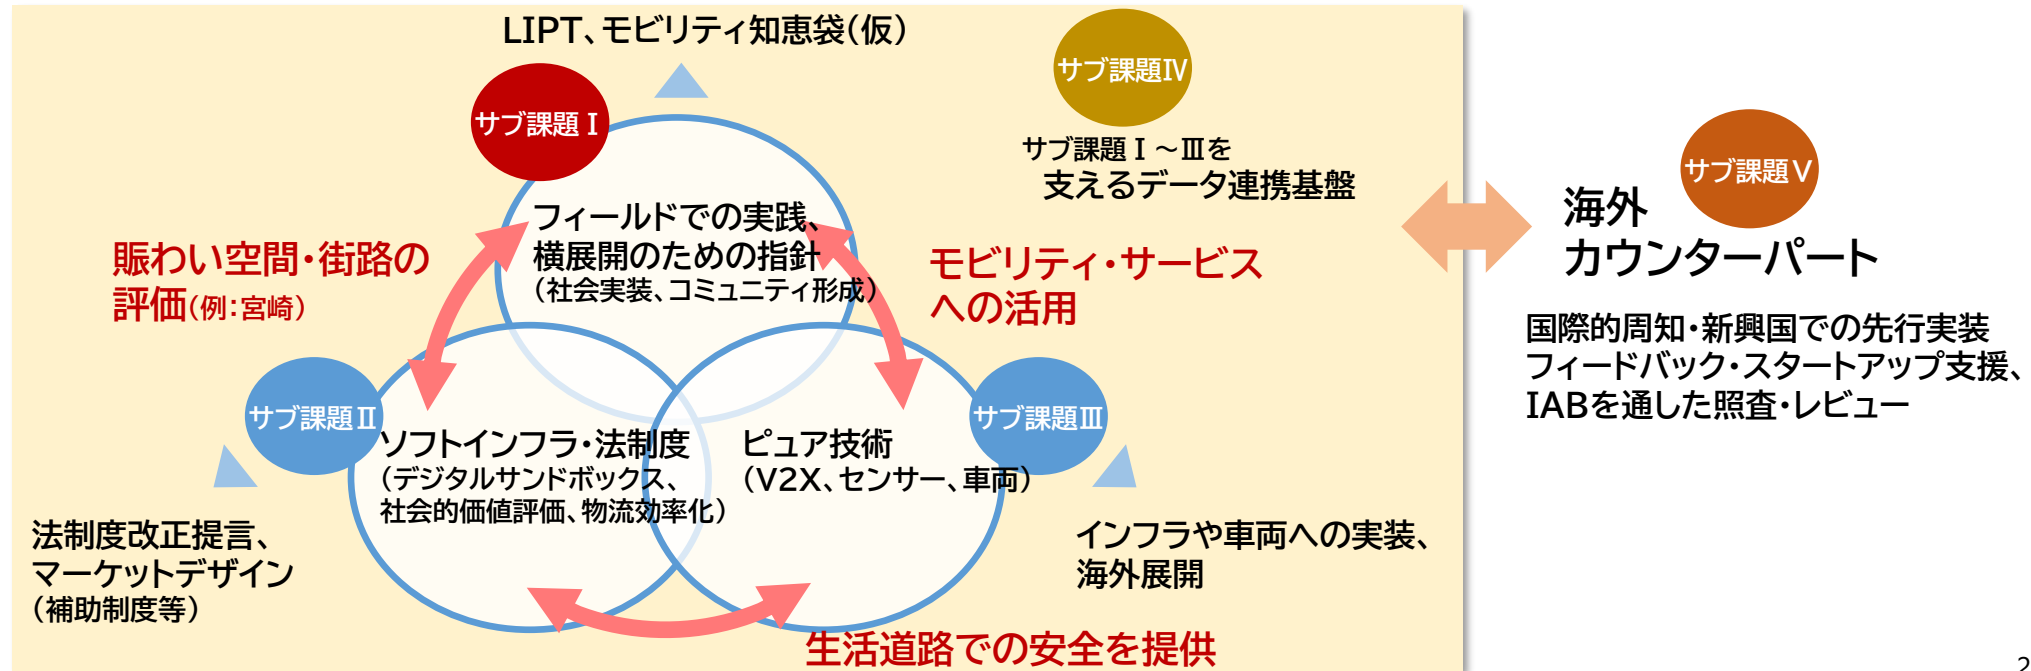 LIPT、モビリティ知恵袋(仮)
サブ課題Ⅰ
サブ課題Ⅳ
サブ課題Ⅰ～Ⅲを
支えるデータ連携基盤
サブ課題Ⅴ
海外
カウンターパート
国際的周知・新興国での先行実装
フィードバック・スタートアップ支援、
IABを通した照査・レビュー
フィールドでの実践、
横展開のための指針
(社会実装、コミュニティ形成)
賑わい空間・街路の
評価(例：宮崎)
モビリティ・サービス
への活用
サブ課題Ⅱ
サブ課題Ⅲ
ソフトインフラ・法制度
(デジタルサンドボックス、
社会的価値評価、物流効率化)
ピュア技術
(V2X、センサー、車両)
法制度改正提言、
マーケットデザイン
(補助制度等)
インフラや車両への実装、
海外展開
生活道路での安全を提供
2